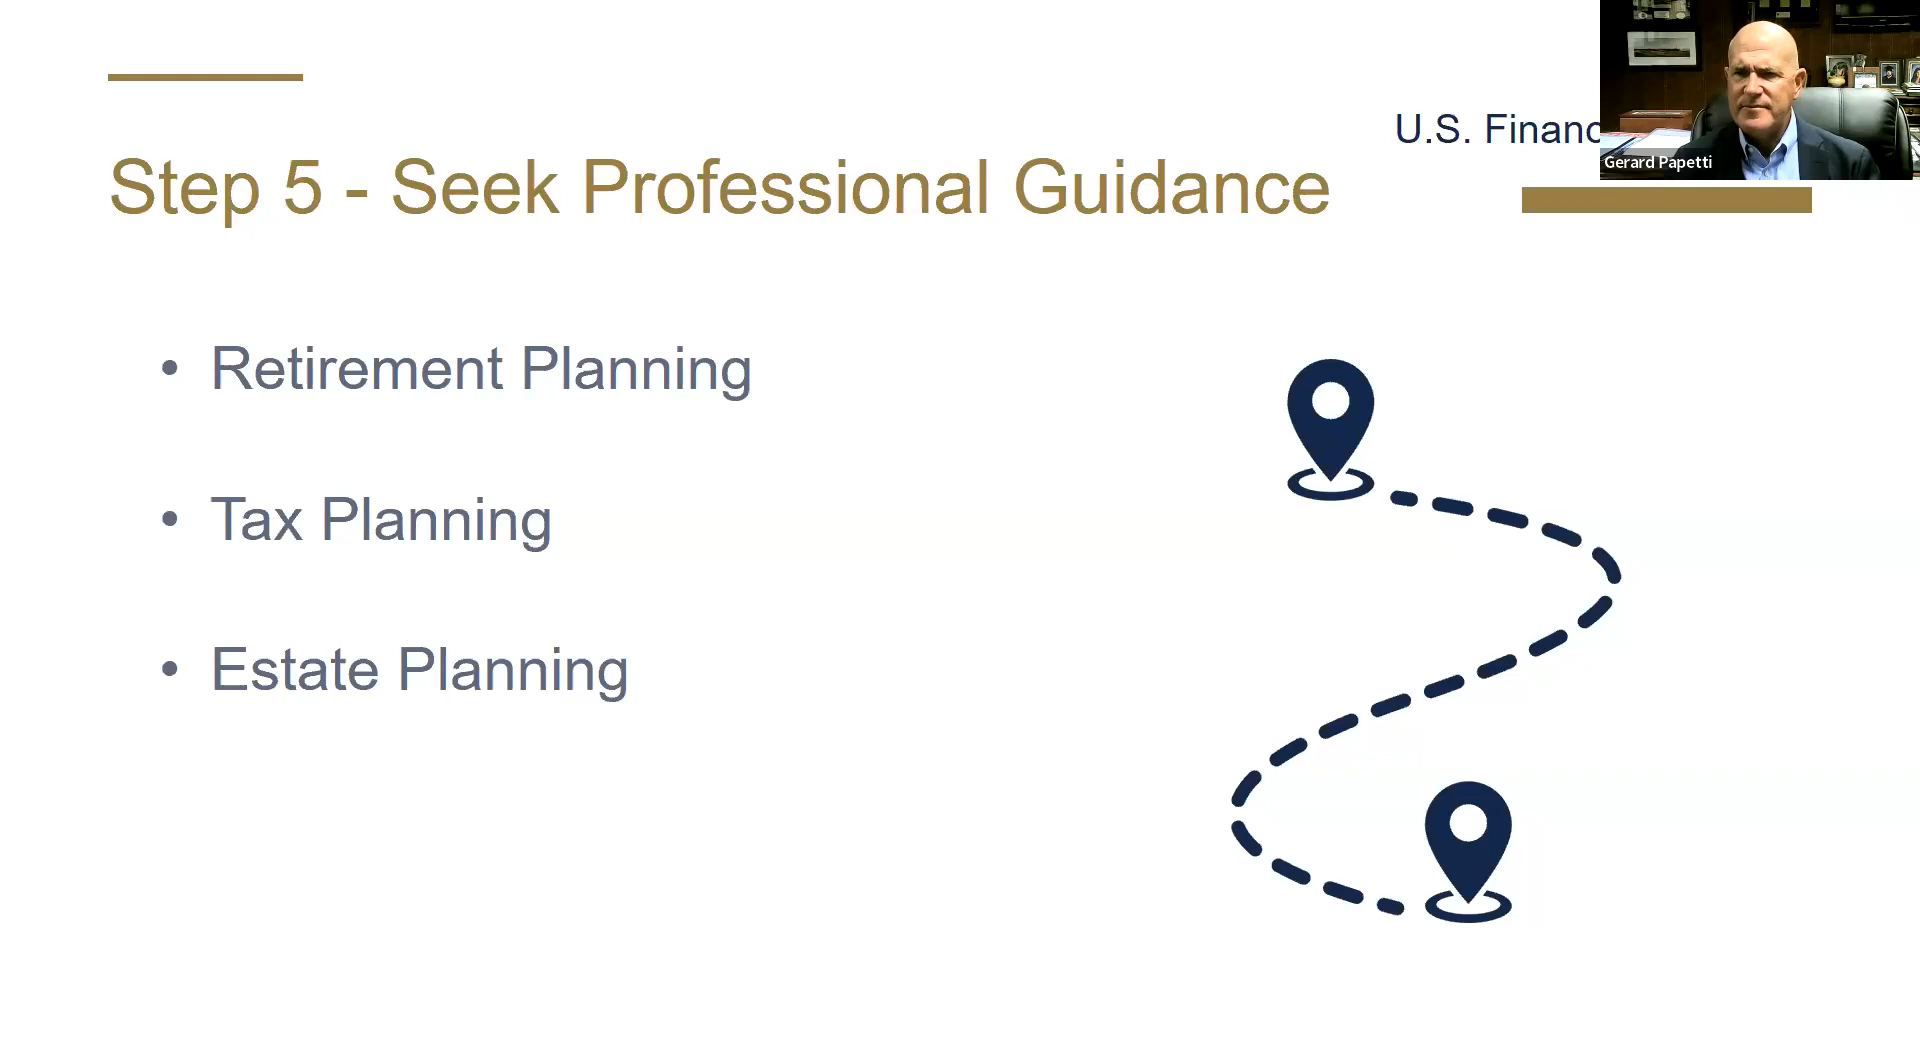 U.S. Financ
Gerard Papetti
Step 5 - Seek Professional Guidance
• Retirement Planning
• Tax Planning
• Estate Planning